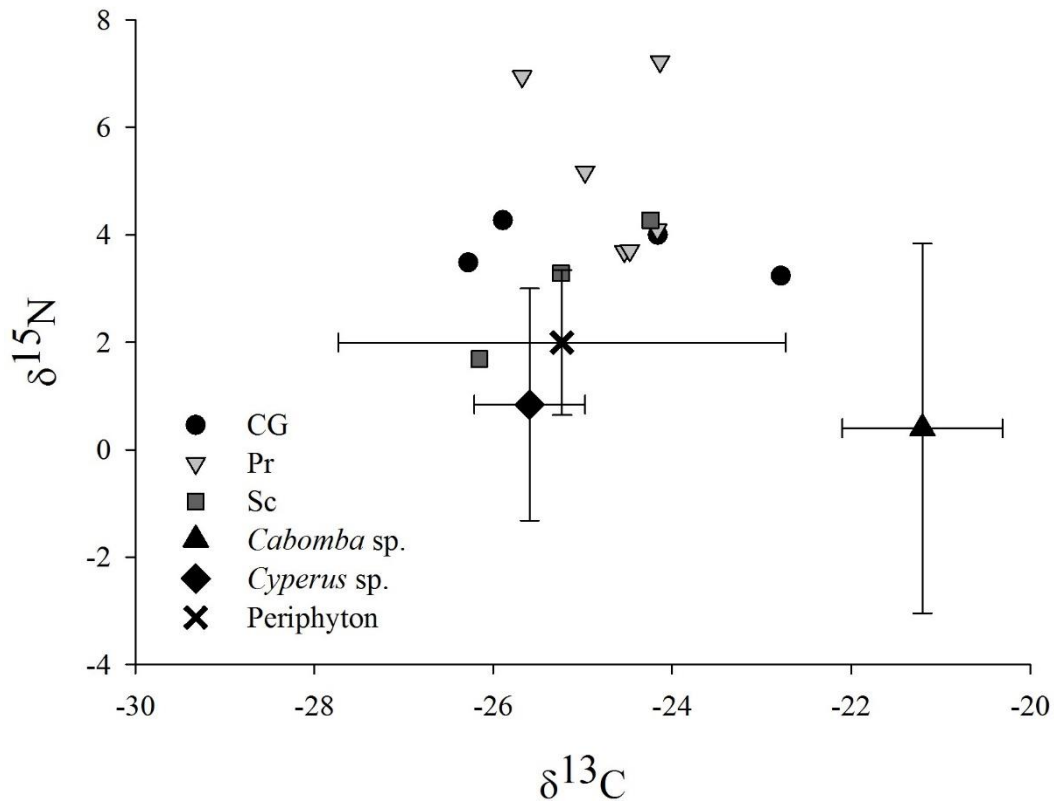 8
6
4
2
0
-2
-4
δ15N
CG
Pr
Sc
Cabomba sp.
Cyperus sp.
Periphyton
-30 -28 -26 -24 -22 -20
δ13C